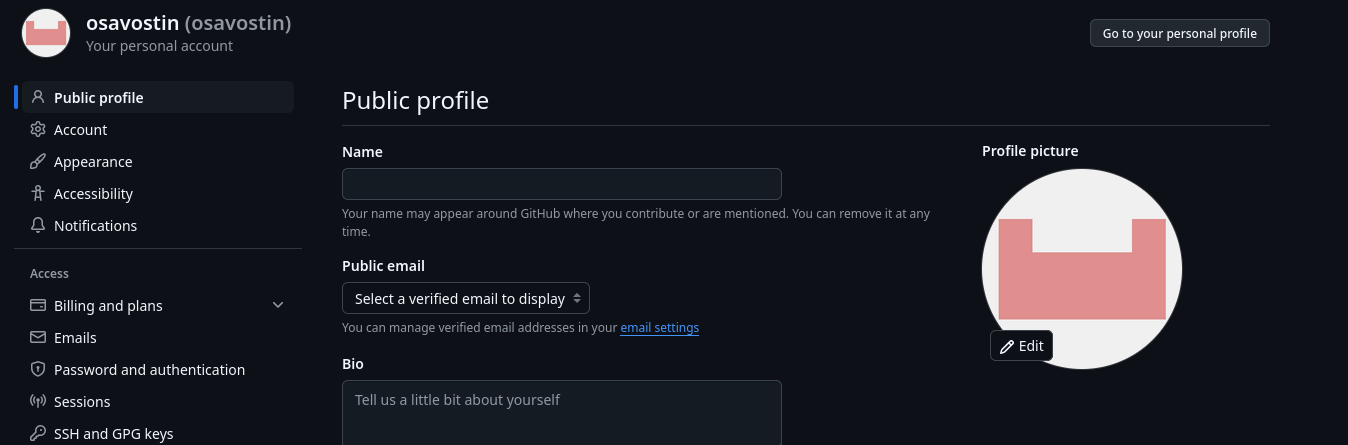 osavostin (osavostin)
Your personal account
Go to your personal profile
Public profile
Account
Appearance
Accessibility
Notifications
Access
Billing and plans
Emails
Password and authentication
Sessions
SSH and GPG keys
Public profile
Name
Your name may appear around GitHub where you contribute or are mentioned. You can remove it at any
time.
Public email
Select a verified email to display
You can manage verified email addresses in your email settings
Bio
Tell us a little bit about yourself
Profile picture
Edit